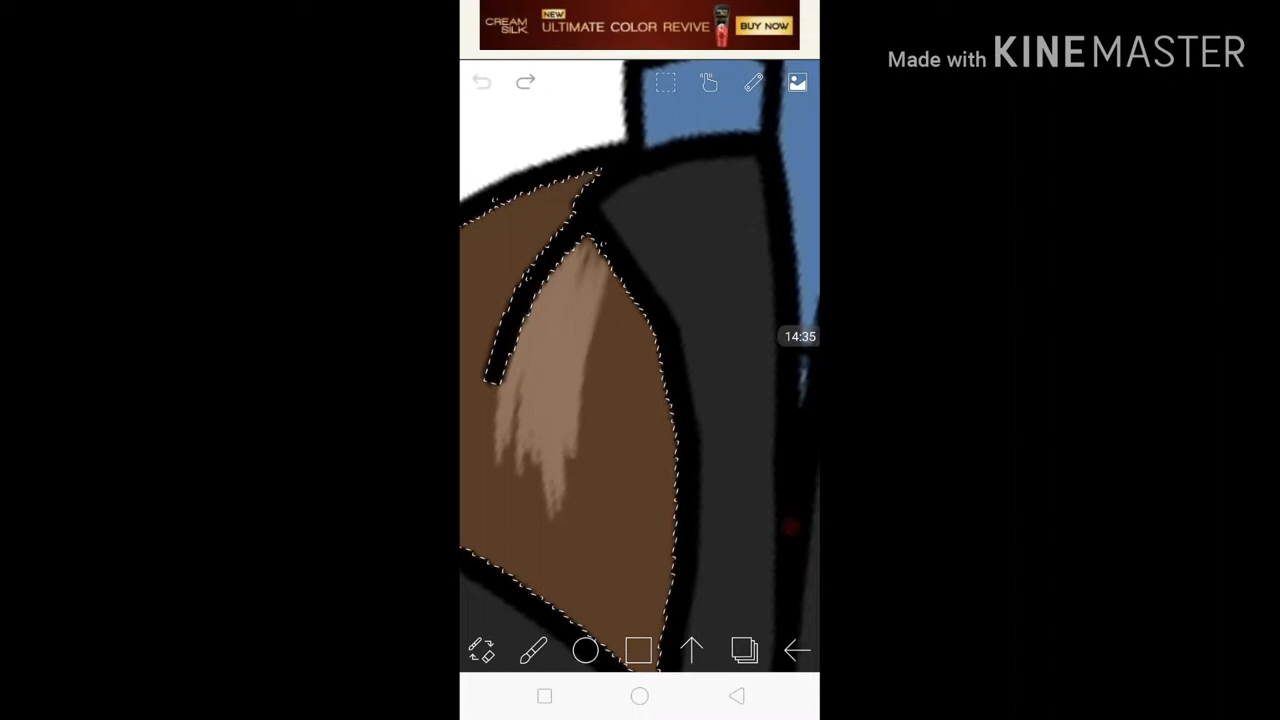 CREAM
SILK
NEW
ULTIMATE COLOR REVIVE
BUY NOW
Made with KINEMASTER
14:35